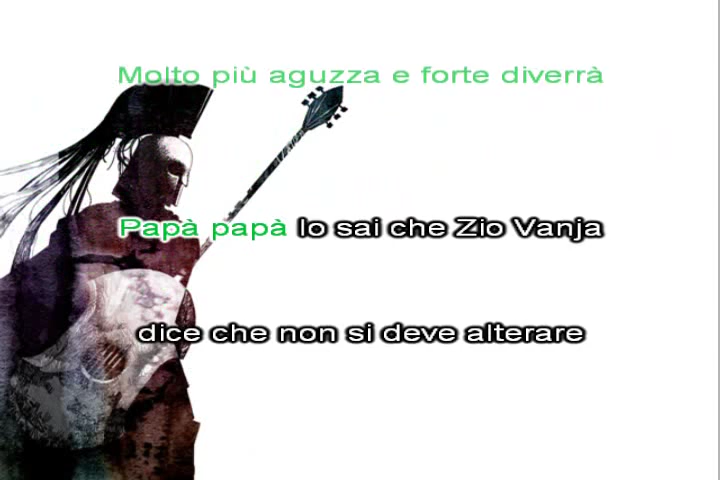 Molto più aguzza e forte diverrà
Papà papà lo sai che Zio Vanja
dice che non si deve alterare